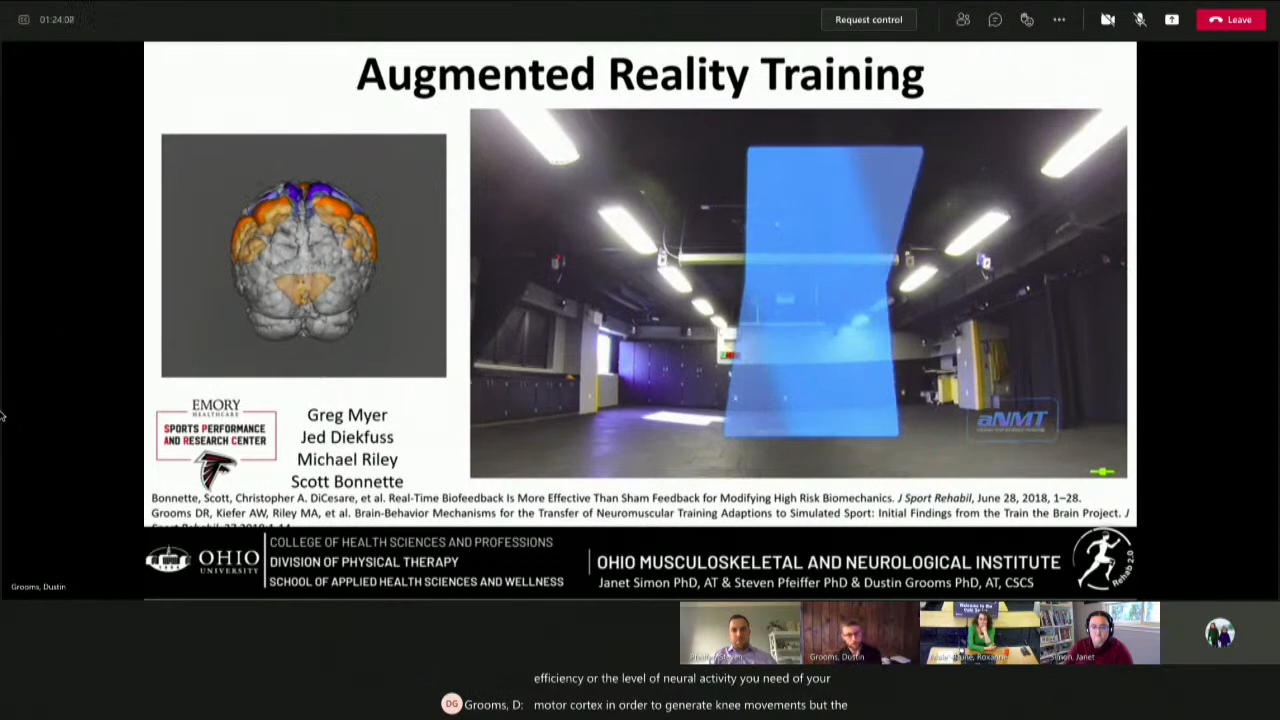 01:24:08
Request control
Leave
Augmented Reality Training
aNMT
EMORY
HEALTHCARE
SPORTS PERFORMANCE
AND RESEARCH CENTER
Greg Myer
Jed Diekfuss
Michael Riley
Scott Bonnette
Bonnette, Scott, Christopher A. DiCesare, et al. Real-Time Biofeedback Is More Effective Than Sham Feedback for Modifying High Risk Biomechanics. J Sport Rehabil, June 28, 2018, 1–28.
Grooms DR, Kiefer AW, Riley MA, et al. Brain-Behavior Mechanisms for the Transfer of Neuromuscular Training Adaptions to Simulated Sport: Initial Findings from the Train the Brain Project. J
OHIO
UNIVERSITY
COLLEGE OF HEALTH SCIENCES AND PROFESSIONS
DIVISION OF PHYSICAL THERAPY
SCHOOL OF APPLIED HEALTH SCIENCES AND WELLNESS
OHIO MUSCULOSKELETAL AND NEUROLOGICAL INSTITUTE
Janet Simon PhD, AT & Steven Pfeiffer PhD & Dustin Grooms PhD, AT, CSCS
Rehab 2.0
Grooms, Dustin
Welcome to the
Grooms, Dustin
Simon, Janet
efficiency or the level of neural activity you need of your
DG Grooms, D: motor cortex in order to generate knee movements but the